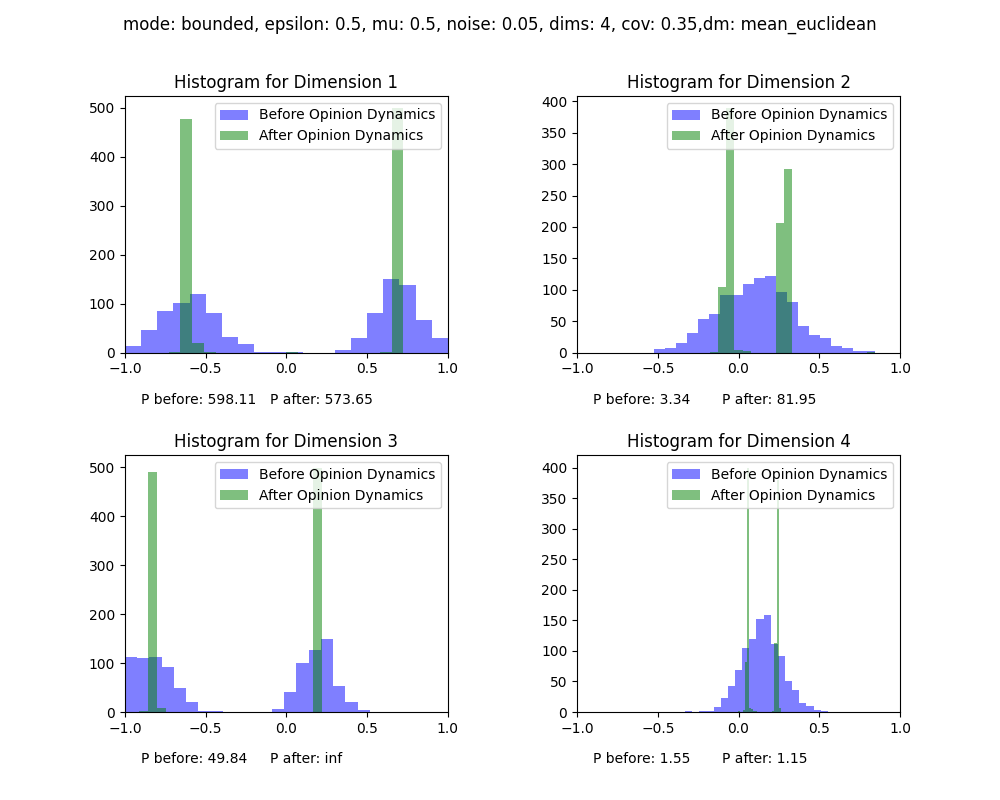 mode: bounded, epsilon: 0.5, mu: 0.5, noise: 0.05, dims: 4, cov: 0.35,dm: mean_euclidean
Histogram for Dimension 1
Before Opinion Dynamics
After Opinion Dynamics
500
400
300
200
100
0
−1.0 −0.5 0.0 0.5 1.0
P before: 598.11 P after: 573.65
Histogram for Dimension 2
Before Opinion Dynamics
After Opinion Dynamics
400
350
300
250
200
150
100
50
0
−1.0 −0.5 0.0 0.5 1.0
P before: 3.34 P after: 81.95
Histogram for Dimension 3
Before Opinion Dynamics
After Opinion Dynamics
500
400
300
200
100
0
−1.0 −0.5 0.0 0.5 1.0
P before: 49.84 P after: inf
Histogram for Dimension 4
Before Opinion Dynamics
After Opinion Dynamics
400
350
300
250
200
150
100
50
0
−1.0 −0.5 0.0 0.5 1.0
P before: 1.55 P after: 1.15